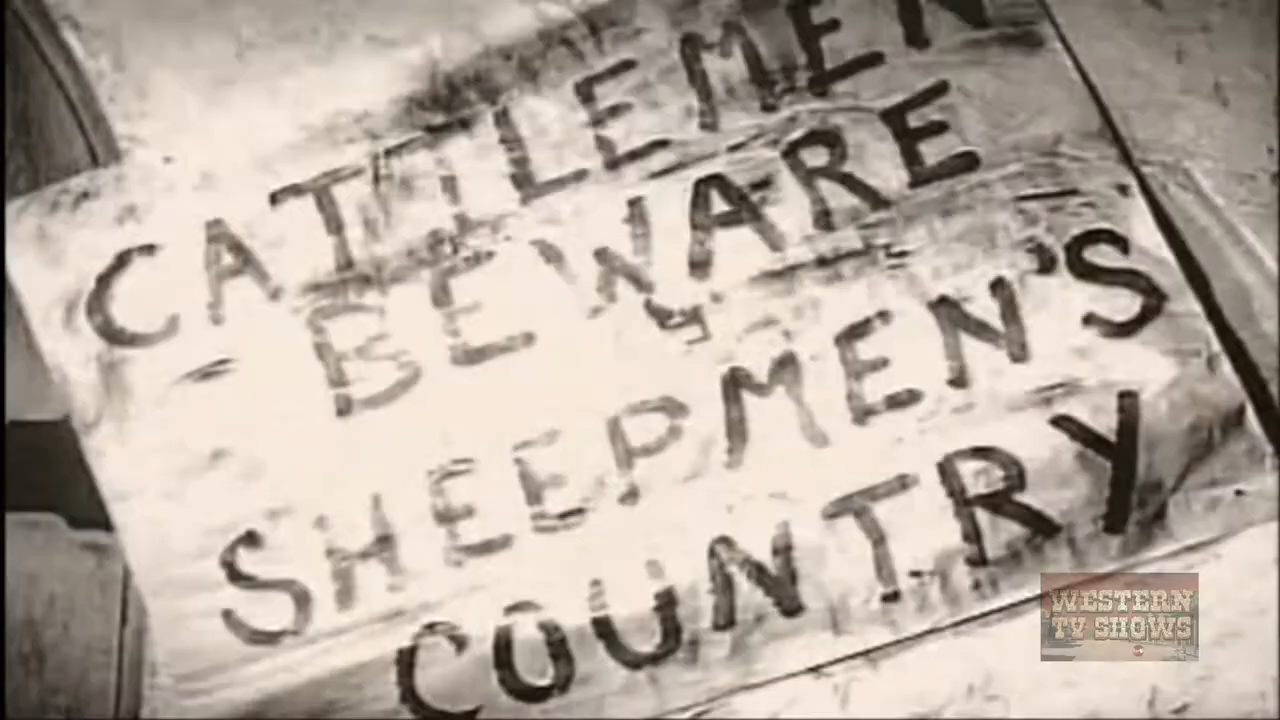 CATTLEMEN
BEWARE
SHEEPMEN'S
COUNTRY
WESTERN
TV SHOWS